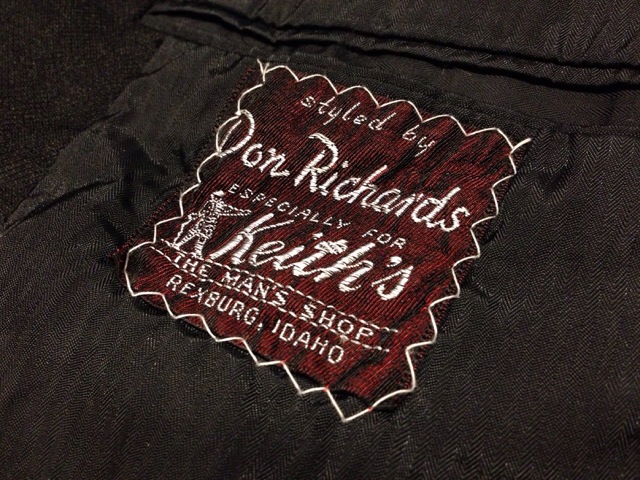 styled by
Don Richards
ESPECIALLY FOR
Keith's
THE MAN'S SHOP
REXBURG, IDAHO